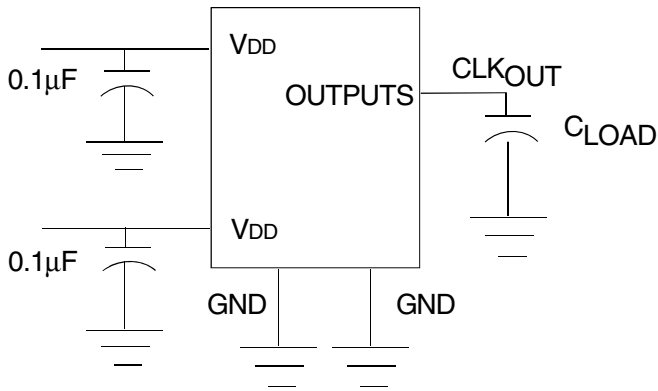 VDD
0.1μF
OUTPUTS
CLKOUT
CLOAD
VDD
0.1μF
GND
GND